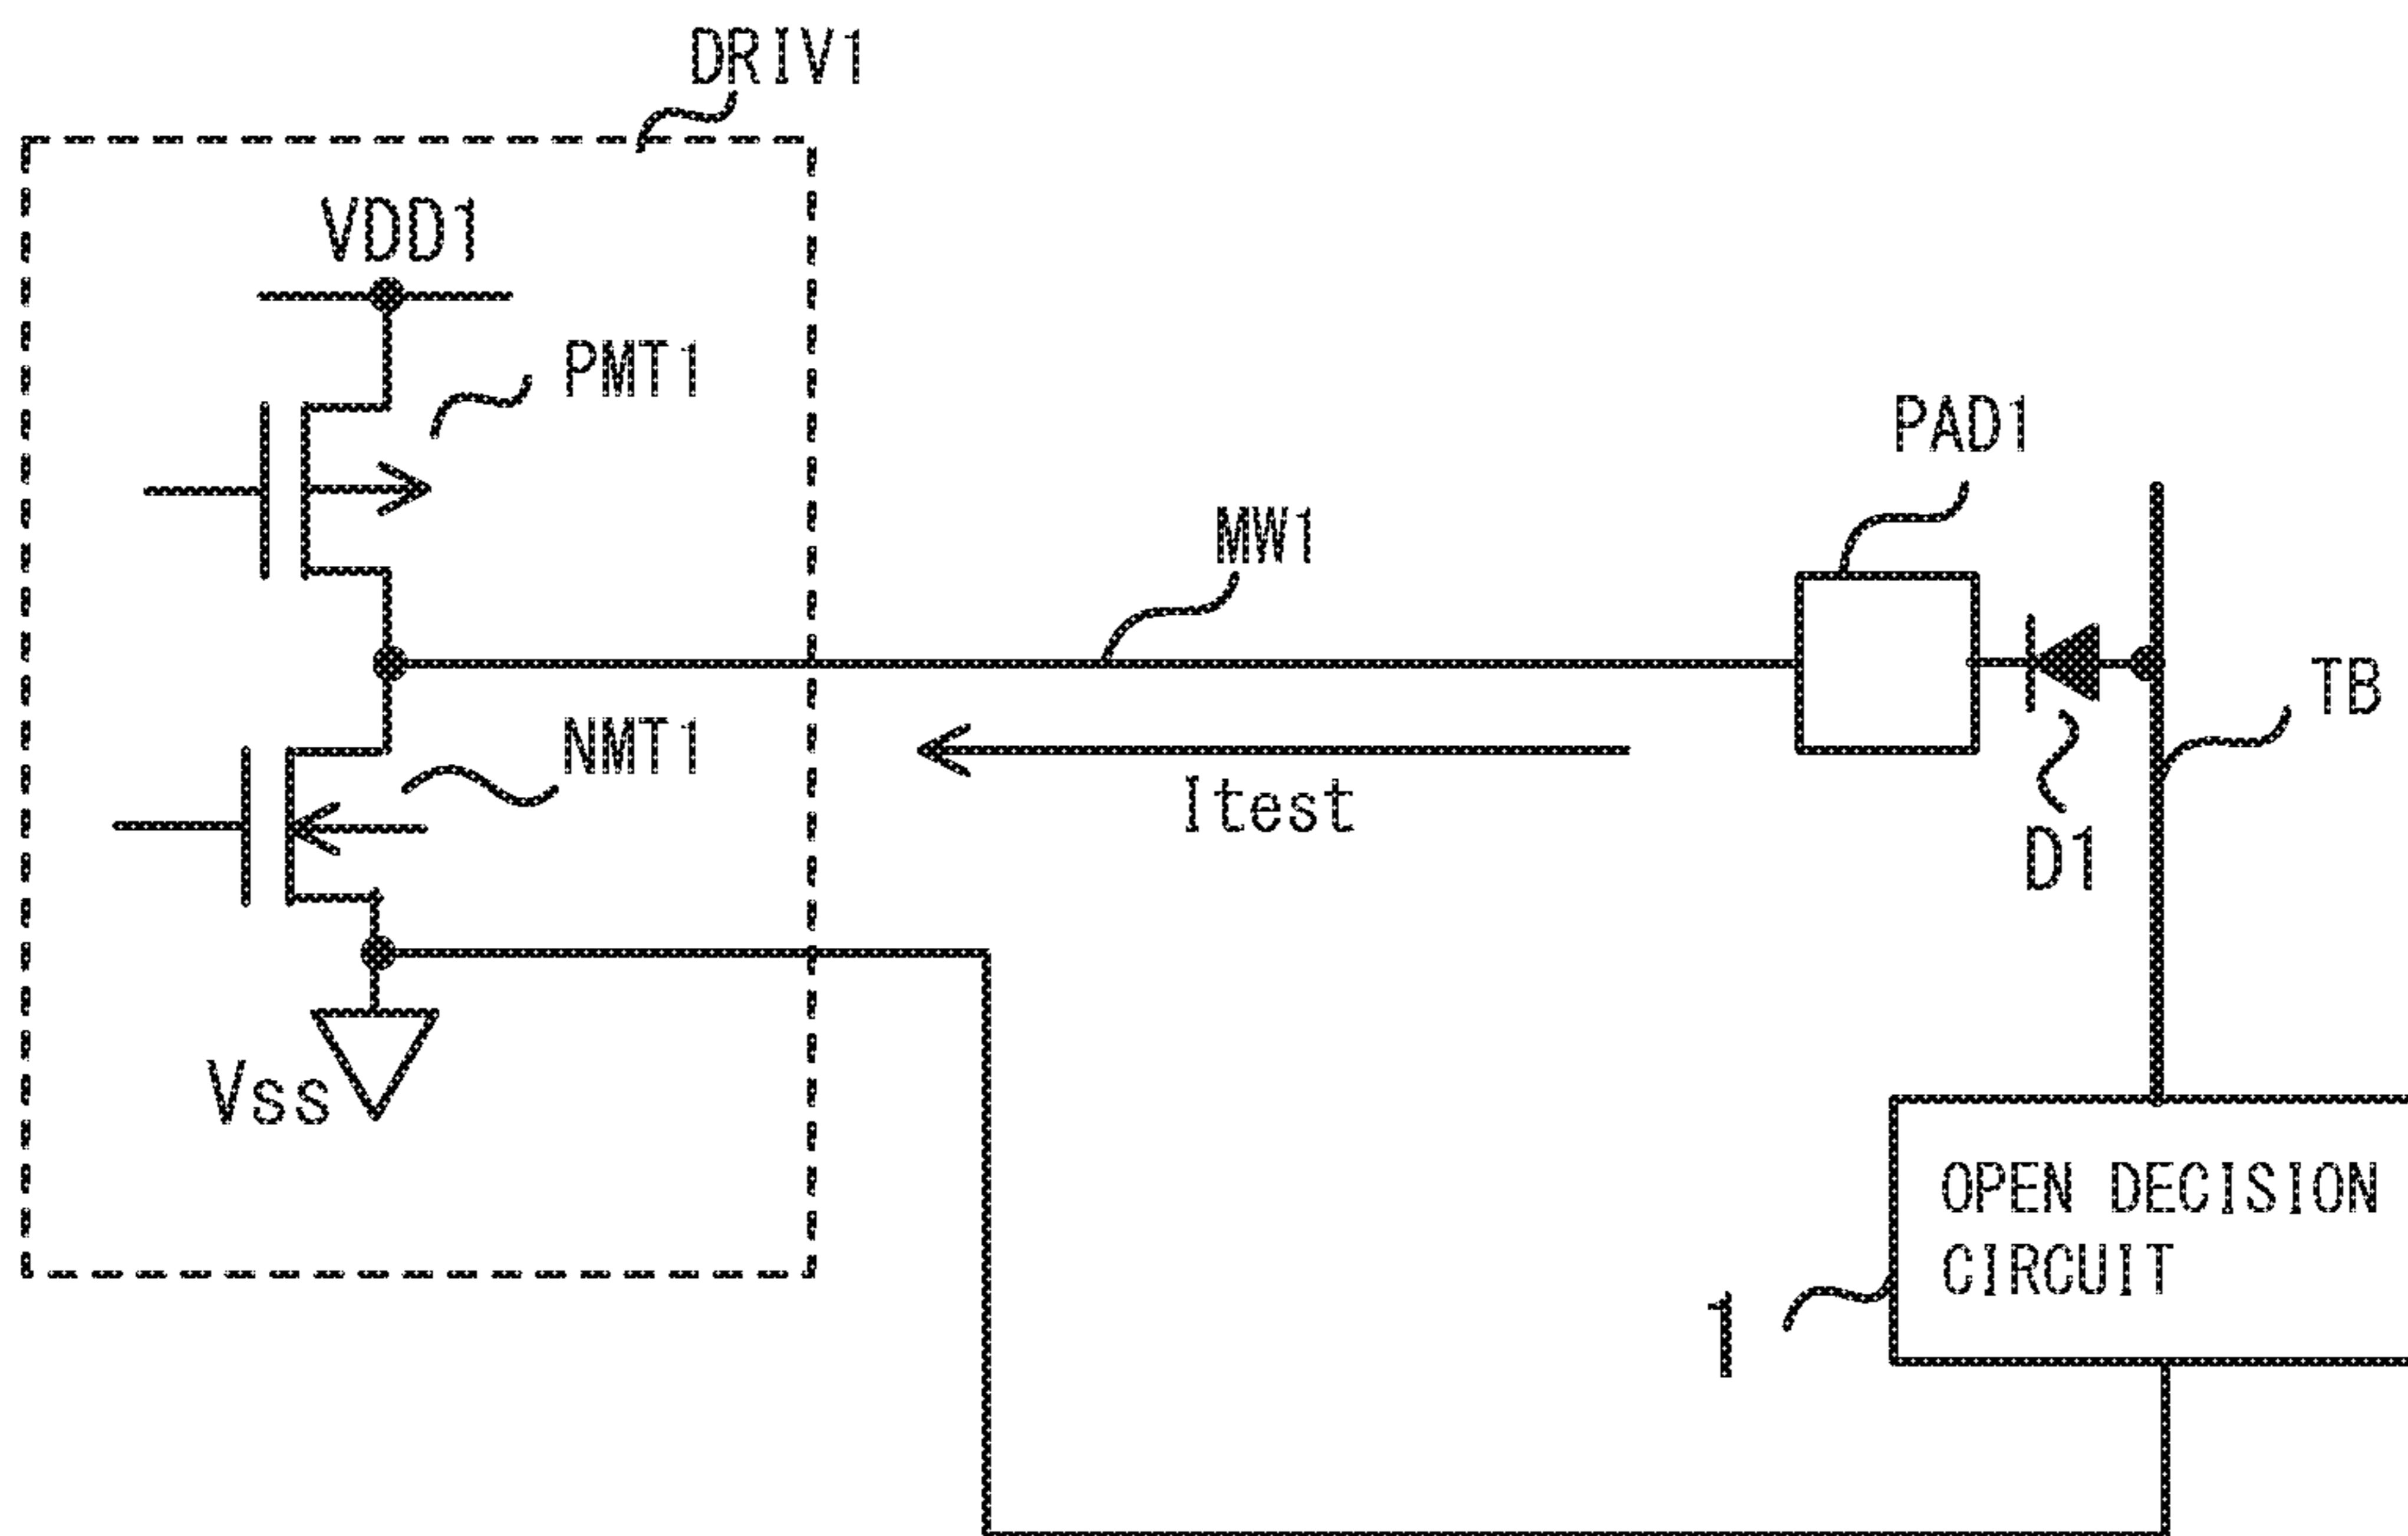 DRIV1
VDD1
PMT1
PAD1
MW1
TB
NMT1
Itest
D1
Vss
OPEN DECISION
CIRCUIT
1